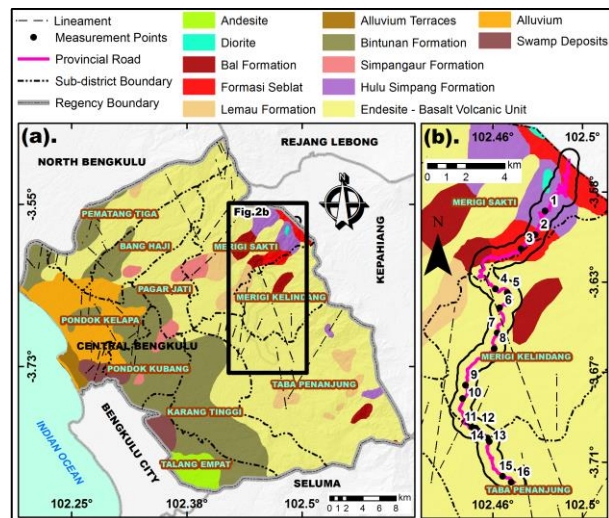 Lineament
Measurement Points
Provincial Road
Sub-district Boundary
Regency Boundary
Andesite
Diorite
Bal Formation
Formasi Seblat
Lemau Formation
Alluvium Terraces
Bintunan Formation
Simpangaur Formation
Hulu Simpang Formation
Endesite - Basalt Volcanic Unit
Alluvium
Swamp Deposits
(a).
REJANG LEBONG
NORTH BENGKULU
Fig.2b
-3.55°
PEMATANG TIGA
MERIGI SAKTI
BANG HAJI
KEPAHIANG
PAGAR JATI
MERIGI KELINDANG
PONDOK KELAPA
CENTRAL BENGKULU
-3.73°
PONDOK KUBANG
TABA PENANJUNG
KARANG TINGGI
BENGKULU CITY
INDIAN OCEAN
TALANG EMPAT
SELUMA
0 1 2 4 6 8
km
102.25°
102.38°
102.5°
(b).
102.46°
102.5°
0 1 2 4
km
-3.58°
1
2
MERIGI SAKTI
3
N
-3.63°
4
5
6
7
8
MERIGI KELINDANG
-3.67°
9
10
11
12
14
13
-3.71°
15
16
TABA PENANJUNG
102.46°
102.5°